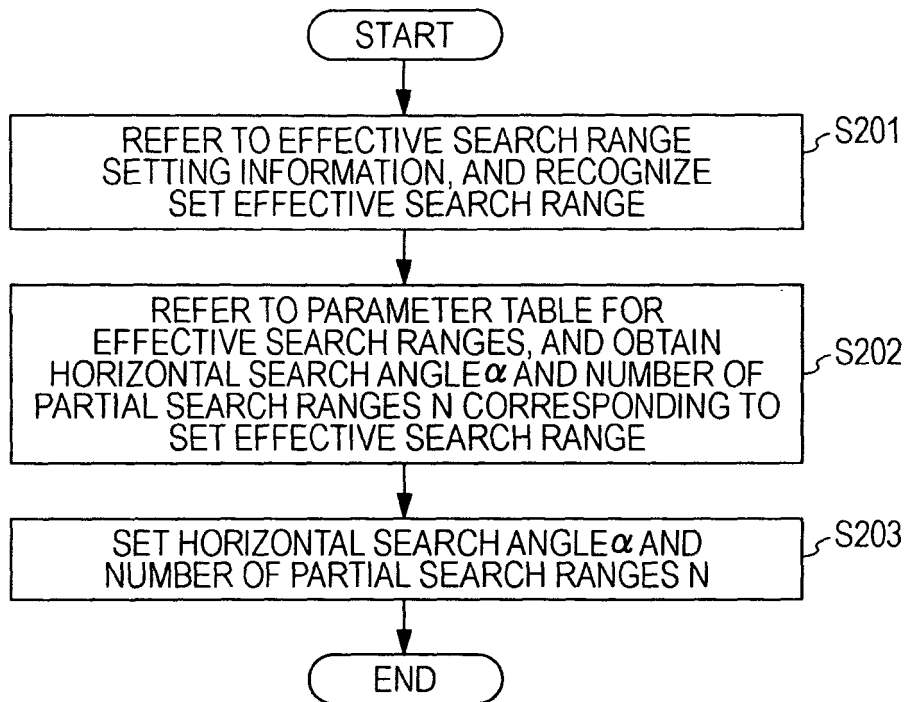 START
REFER TO EFFECTIVE SEARCH RANGE
SETTING INFORMATION, AND RECOGNIZE
SET EFFECTIVE SEARCH RANGE
S201
REFER TO PARAMETER TABLE FOR
EFFECTIVE SEARCH RANGES, AND OBTAIN
HORIZONTAL SEARCH ANGLE α AND NUMBER OF
PARTIAL SEARCH RANGES N CORRESPONDING TO
SET EFFECTIVE SEARCH RANGE
S202
SET HORIZONTAL SEARCH ANGLE α AND
NUMBER OF PARTIAL SEARCH RANGES N
S203
END